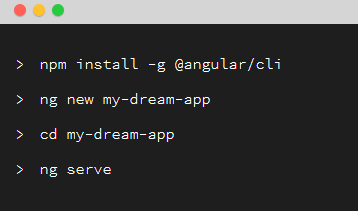 > npm install -g @angular/cli
> ng new my-dream-app
> cd my-dream-app
> ng serve